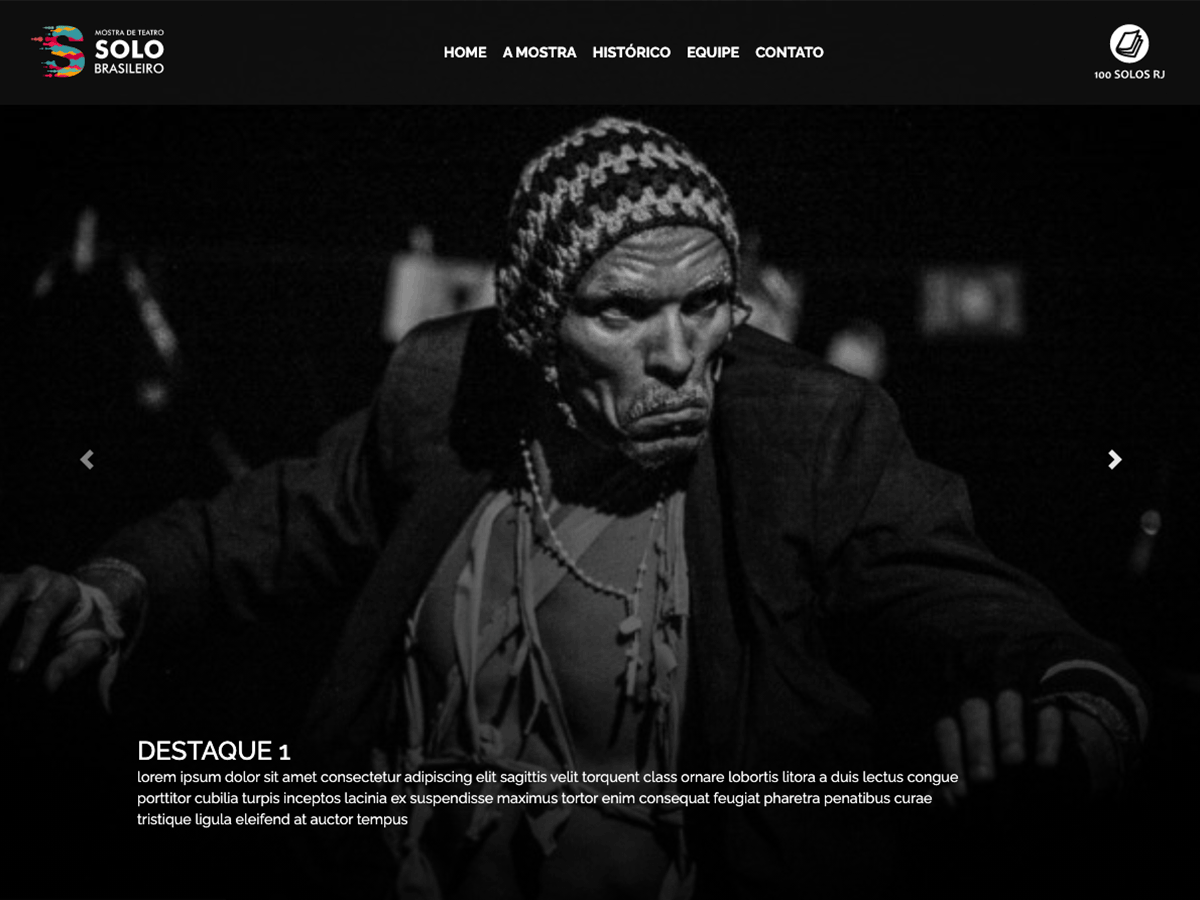 MOSTRA DE TEATRO
SOLO
BRASILEIRO
HOME A MOSTRA HISTÓRICO EQUIPE CONTATO
100 SOLOS RJ
DESTAQUE 1
lorem ipsum dolor sit amet consectetur adipiscing elit sagittis velit torquent class ornare lobortis litora a duis lectus congue
porttitor cubilia turpis inceptos lacinia ex suspendisse maximus tortor enim consequat feugiat pharetra penatibus curae
tristique ligula eleifend at auctor tempus